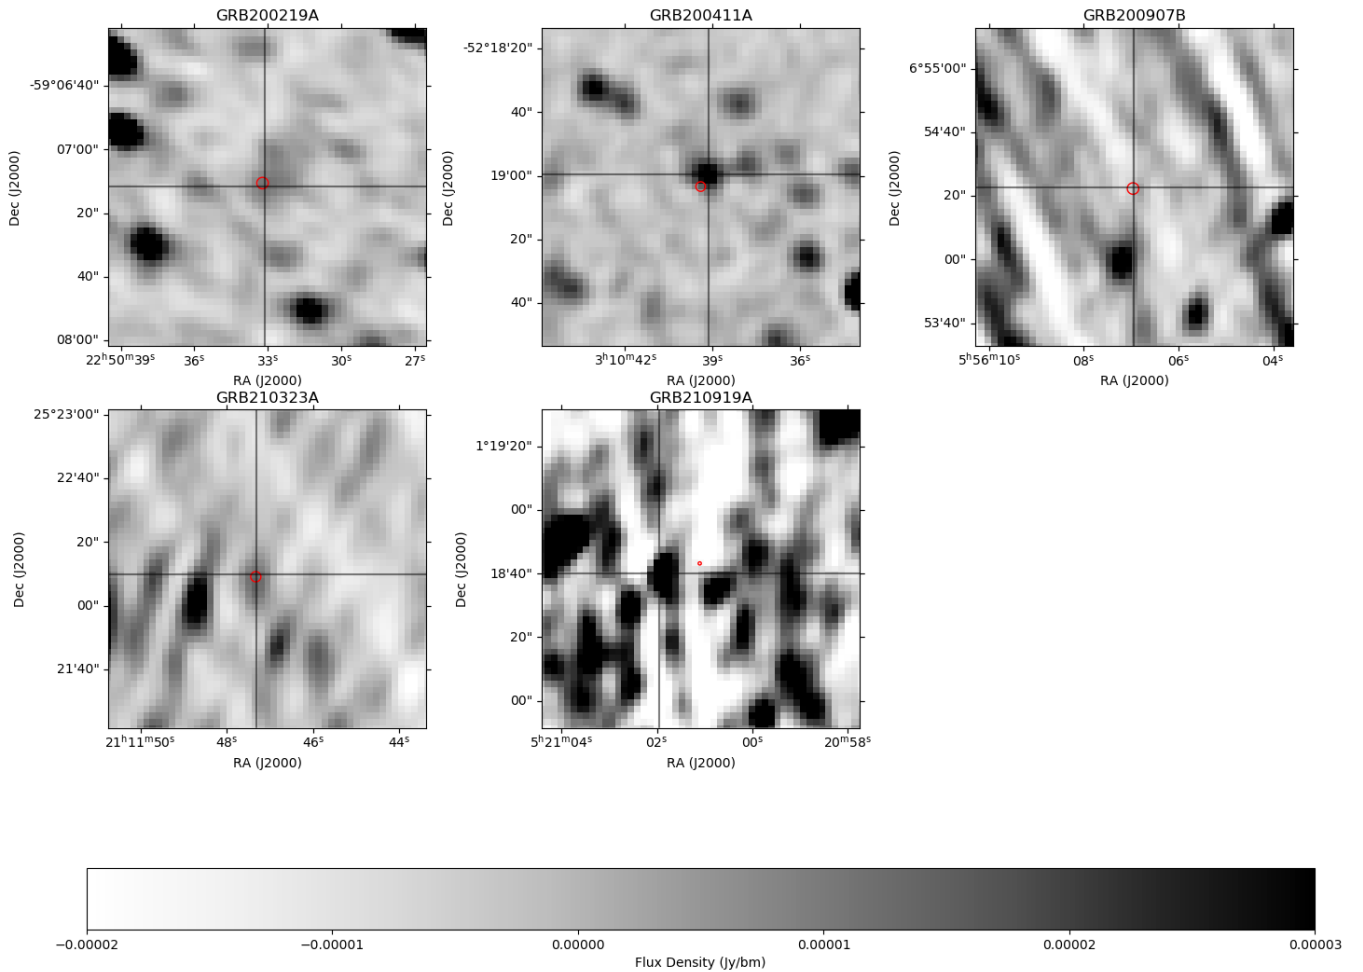 GRB200219A
GRB200411A
GRB200907B
-59°06'40"
07'00"
20"
40"
08'00"
Dec (J2000)
22ʰ50ᵐ39ˢ 36ˢ 33ˢ 30ˢ 27ˢ
RA (J2000)
-52°18'20"
40"
19'00"
20"
40"
Dec (J2000)
3ʰ10ᵐ42ˢ 39ˢ 36ˢ
RA (J2000)
6°55'00"
54'40"
20"
00"
53'40"
Dec (J2000)
5ʰ56ᵐ10ˢ 08ˢ 06ˢ 04ˢ
RA (J2000)
GRB210323A
GRB210919A
25°23'00"
22'40"
20"
00"
21'40"
Dec (J2000)
21ʰ11ᵐ50ˢ 48ˢ 46ˢ 44ˢ
RA (J2000)
1°19'20"
00"
18'40"
20"
00"
Dec (J2000)
5ʰ21ᵐ04ˢ 02ˢ 00ˢ 20ᵐ58ˢ
RA (J2000)
−0.00002 −0.00001 0.00000 0.00001 0.00002 0.00003
Flux Density (Jy/bm)